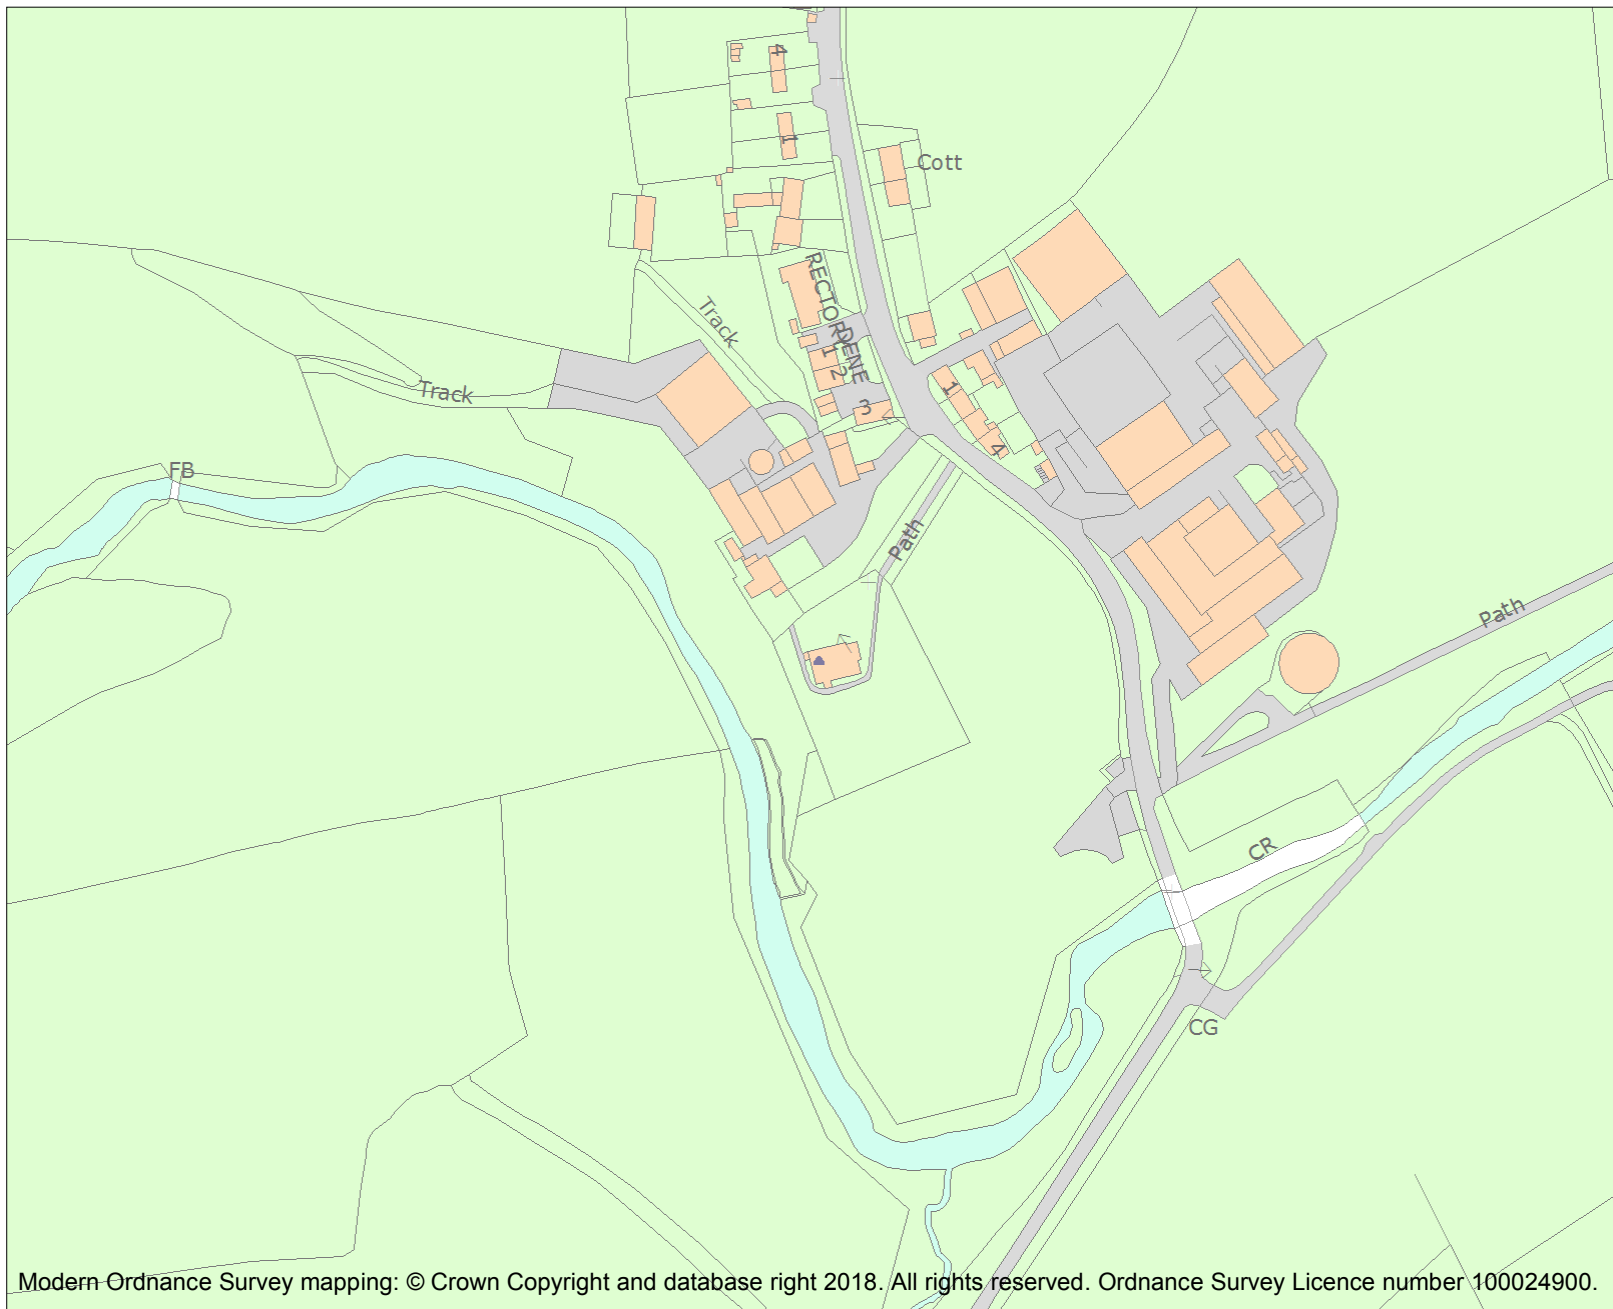 4
1
Cott
RECTORY
DENE
Track
1
2
3
1
4
Track
FB
Path
Path
CR
CG
Modern Ordnance Survey mapping: © Crown Copyright and database right 2018. All rights reserved. Ordnance Survey Licence number 100024900.